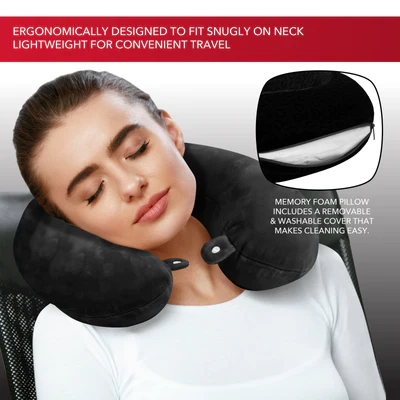 ERGONOMICALLY DESIGNED TO FIT SNUGLY ON NECK
LIGHTWEIGHT FOR CONVENIENT TRAVEL
MEMORY FOAM PILLOW
INCLUDES A REMOVABLE
& WASHABLE COVER THAT
MAKES CLEANING EASY.